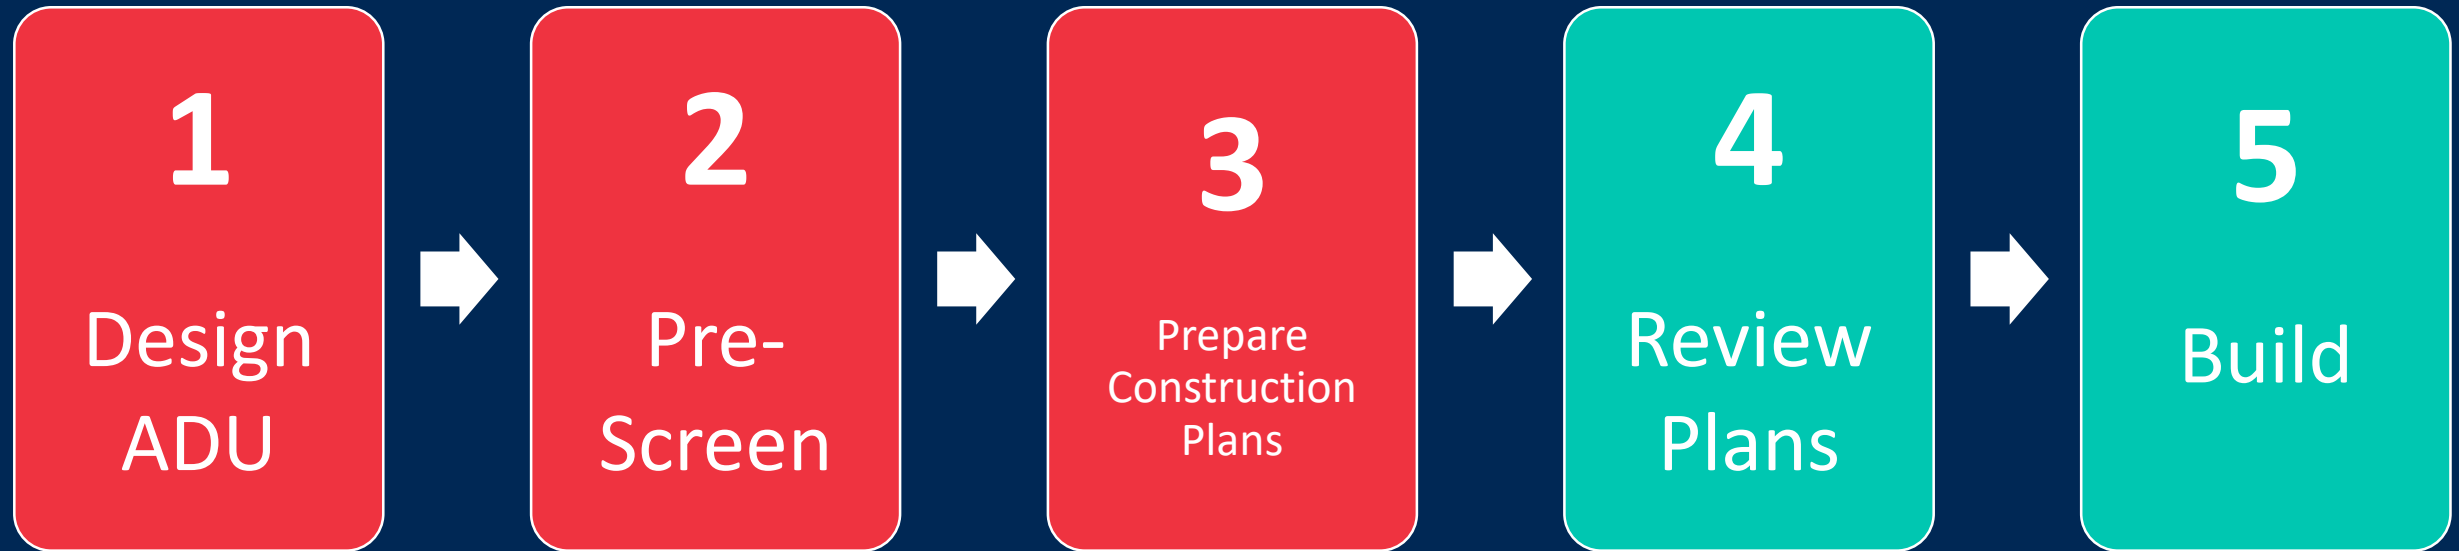 1
Design
ADU
2
Pre-
Screen
3
Prepare
Construction
Plans
4
Review
Plans
5
Build